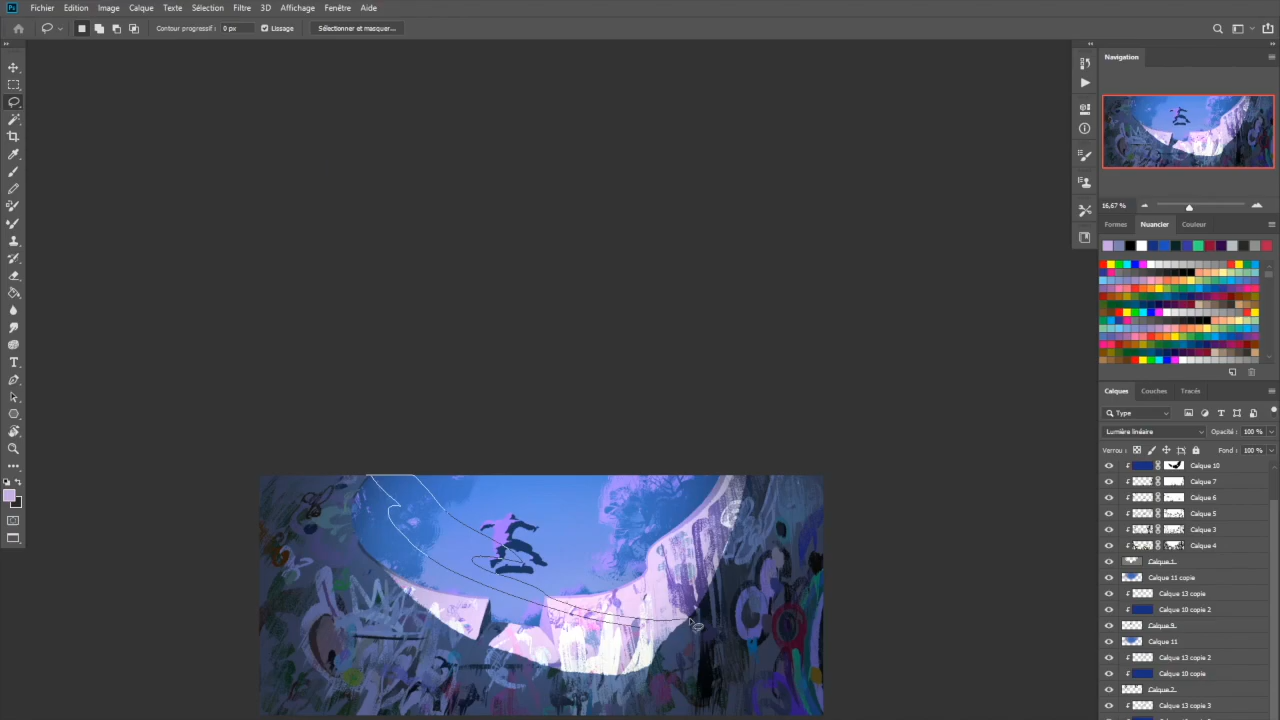 Ps Fichier Edition Image Calque Texte Sélection Filtre 3D Affichage Fenêtre Aide
Contour progressif : 0 px Lissage Sélectionner et masquer...
Navigation
16,67 %
Formes Nuancier Couleur
Calques Couches Tracés
Type
Lumière linéaire Opacité : 100 %
Verrou : Fond : 100 %
Calque 10
Calque 7
Calque 6
Calque 5
Calque 3
Calque 4
Calque 1
Calque 11 copie
Calque 13 copie
Calque 10 copie 2
Calque 9
Calque 11
Calque 13 copie 2
Calque 10 copie
Calque 2
Calque 13 copie 3